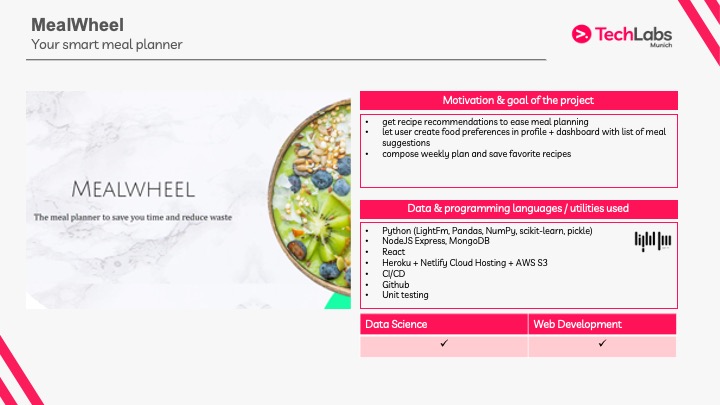 MealWheel
Your smart meal planner
TechLabs
Munich
MEALWHEEL
The meal planner to save you time and reduce waste
Motivation & goal of the project
• get recipe recommendations to ease meal planning
• let user create food preferences in profile + dashboard with list of meal
suggestions
• compose weekly plan and save favorite recipes
Data & programming languages / utilities used
• Python (LightFm, Pandas, NumPy, scikit-learn, pickle)
• NodeJS Express, MongoDB
• React
• Heroku + Netlify Cloud Hosting + AWS S3
• CI/CD
• Github
• Unit testing
lightfm
Data Science
Web Development
✓
✓